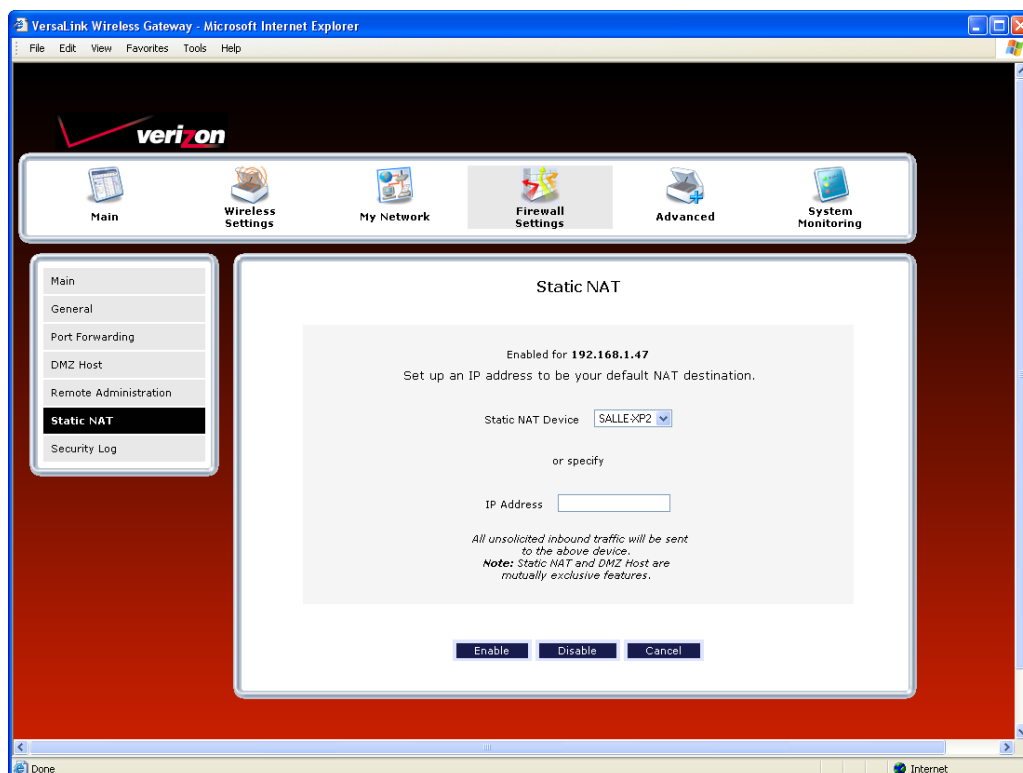 VersaLink Wireless Gateway - Microsoft Internet Explorer
File Edit View Favorites Tools Help
verizon
Main
Wireless
Settings
My Network
Firewall
Settings
Advanced
System
Monitoring
Main
General
Port Forwarding
DMZ Host
Remote Administration
Static NAT
Security Log
Static NAT
Enabled for 192.168.1.47
Set up an IP address to be your default NAT destination.
Static NAT Device SALLE-XP2
or specify
IP Address
All unsolicited inbound traffic will be sent
to the above device.
Note: Static NAT and DMZ Host are
mutually exclusive features.
Enable Disable Cancel
Done Internet